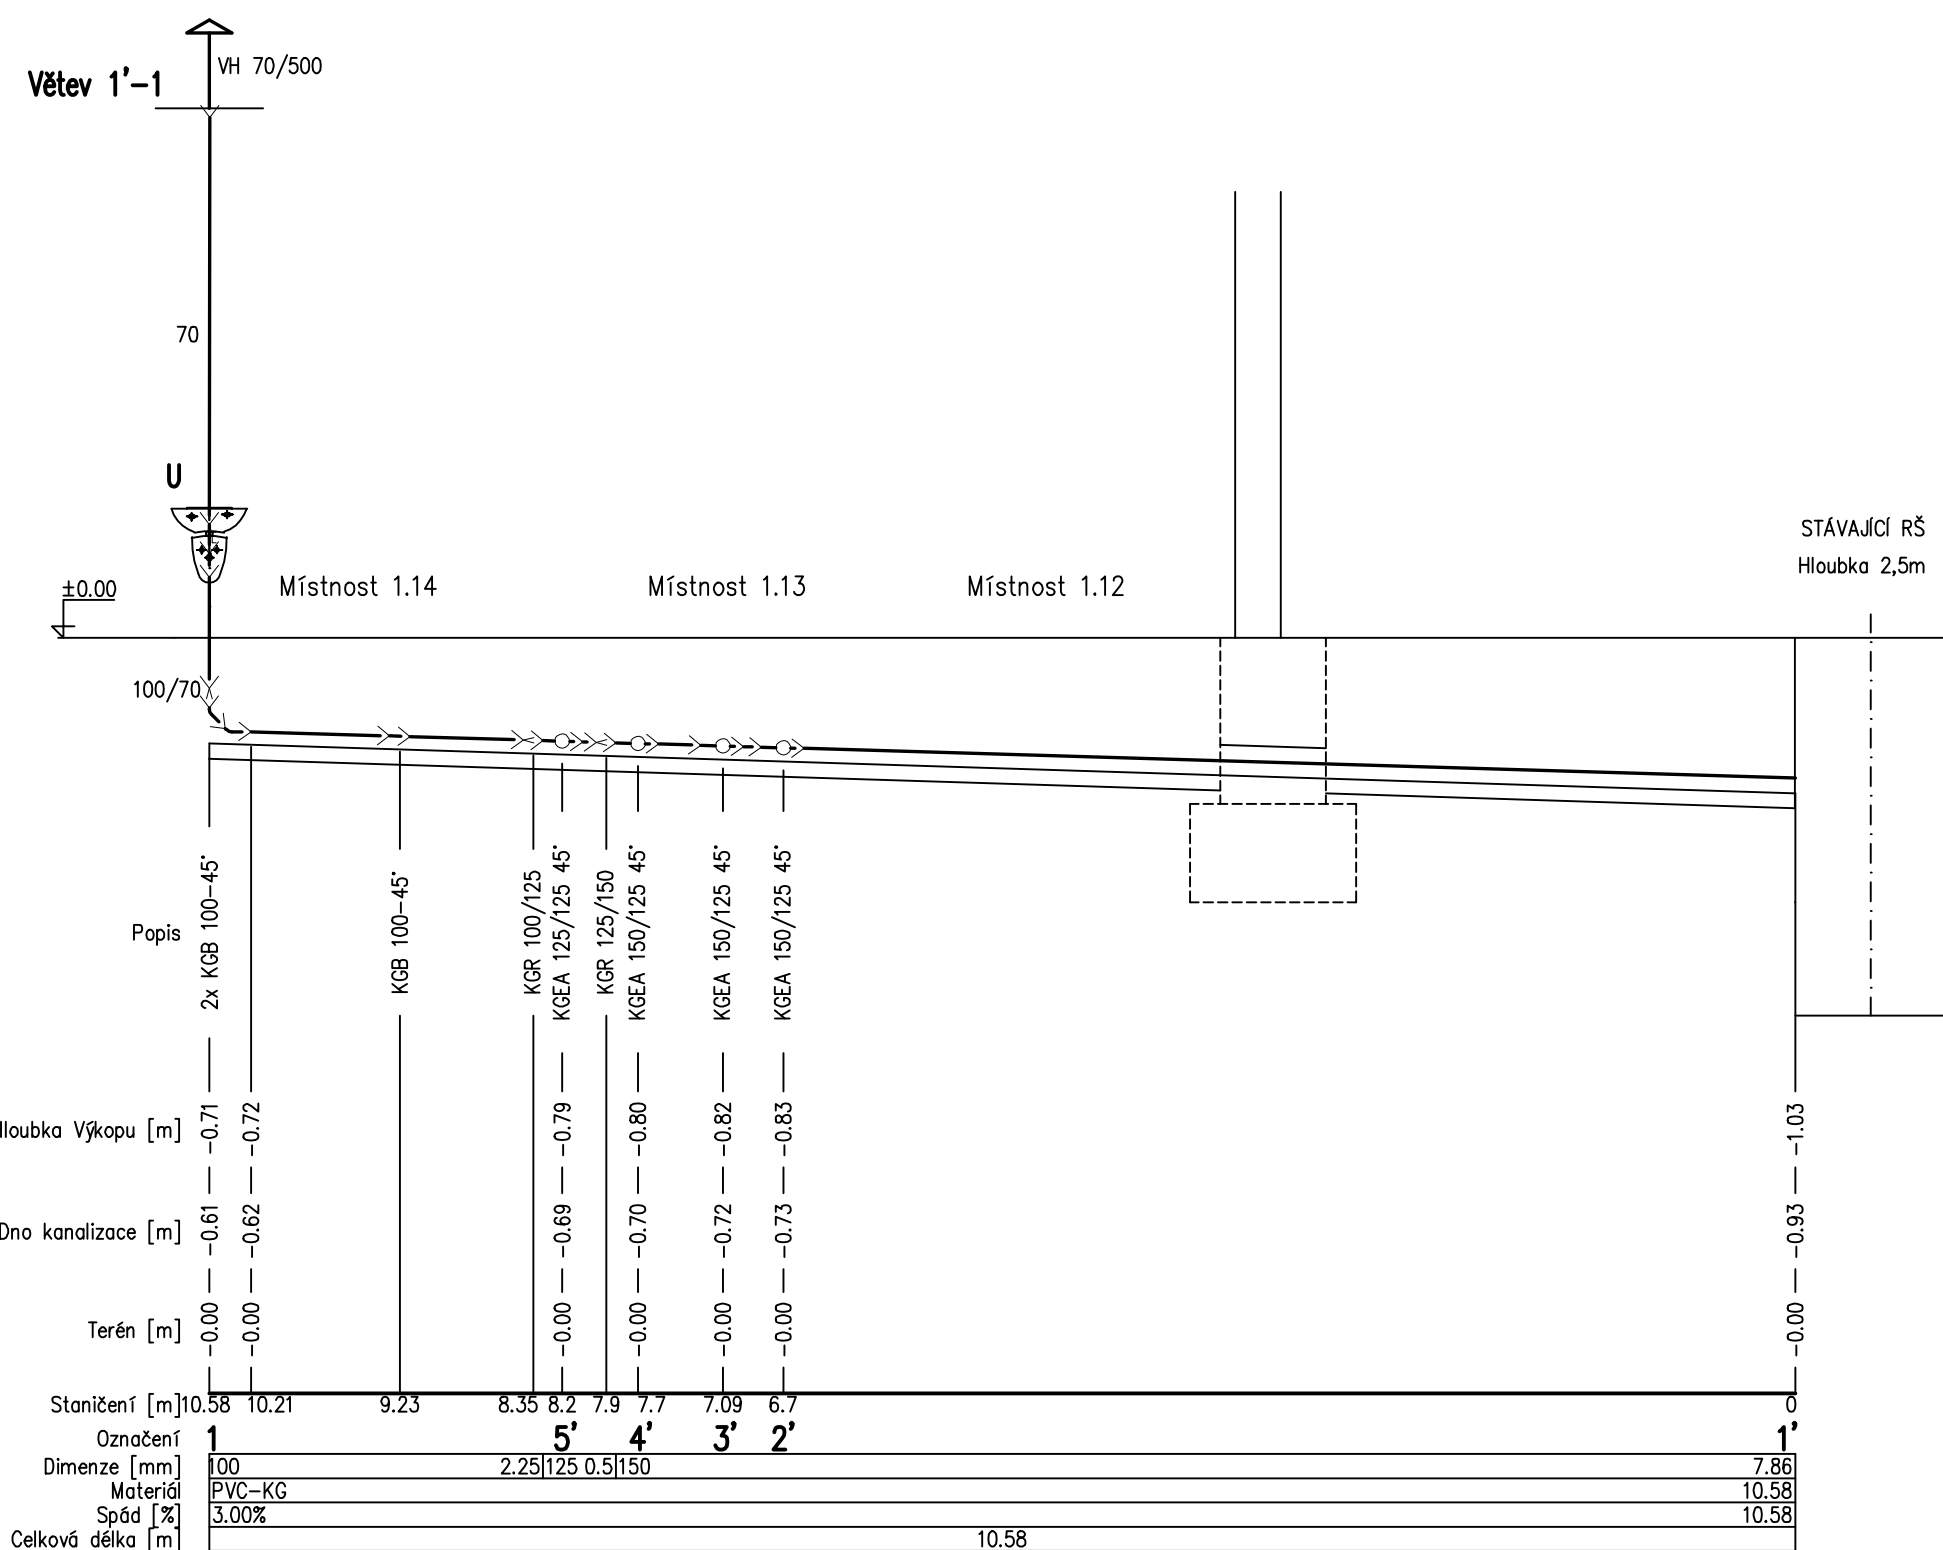 VH 70/500
Větev 1'-1
70
U
STÁVAJÍCÍ RŠ
Hloubka 2,5m
±0.00
Místnost 1.14
Místnost 1.13
Místnost 1.12
100/70
Popis
2x KGB 100-45°
KGB 100-45°
KGR 100/125
KGEA 125/125 45°
KGR 125/150
KGEA 150/125 45°
KGEA 150/125 45°
KGEA 150/125 45°
loubka Výkopu [m] -0.71 -0.72 -0.79 -0.80 -0.82 -0.83 -1.03
Dno kanalizace [m] -0.61 -0.62 -0.69 -0.70 -0.72 -0.73 -0.93
Terén [m] -0.00 -0.00 -0.00 -0.00 -0.00 -0.00 -0.00
Staničení [m] 10.58 10.21 9.23 8.35 8.2 7.9 7.7 7.09 6.7 0
Označení 1 5' 4' 3' 2' 1'
Dimenze [mm] 100 2.25 125 0.5 150 7.86
Materiál PVC-KG 10.58
Spád [%] 3.00% 10.58
Celková délka [m] 10.58